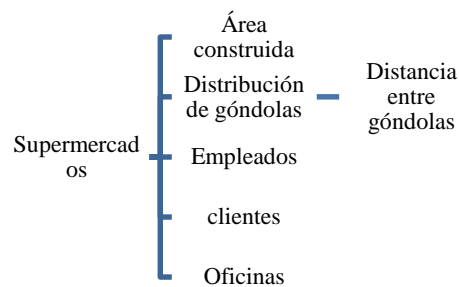 Supermercad
os
Área
construida
Distribución
de góndolas
Distancia
entre
góndolas
Empleados
clientes
Oficinas